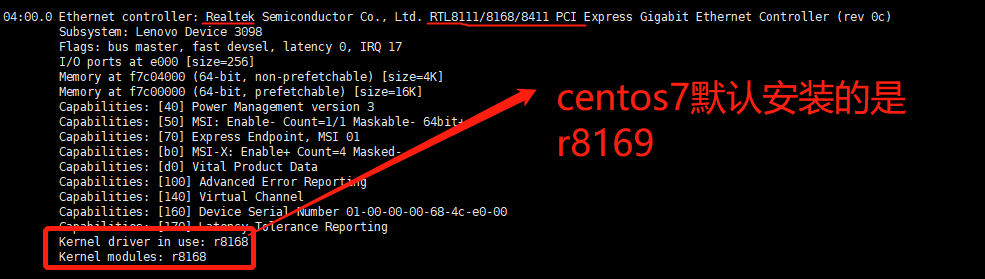 04:00.0 Ethernet controller: Realtek Semiconductor Co., Ltd. RTL8111/8168/8411 PCI Express Gigabit Ethernet Controller (rev 0c)
Subsystem: Lenovo Device 3098
Flags: bus master, fast devsel, latency 0, IRQ 17
I/O ports at e000 [size=256]
Memory at f7c04000 (64-bit, non-prefetchable) [size=4K]
Memory at f7c00000 (64-bit, prefetchable) [size=16K]
Capabilities: [40] Power Management version 3
Capabilities: [50] MSI: Enable- Count=1/1 Maskable- 64bit+
Capabilities: [70] Express Endpoint, MSI 01
Capabilities: [b0] MSI-X: Enable+ Count=4 Masked-
Capabilities: [d0] Vital Product Data
Capabilities: [100] Advanced Error Reporting
Capabilities: [140] Virtual Channel
Capabilities: [160] Device Serial Number 01-00-00-00-68-4c-e0-00
Capabilities: [170] Latency Tolerance Reporting
Kernel driver in use: r8168
Kernel modules: r8168
centos7默认安装的是
r8169